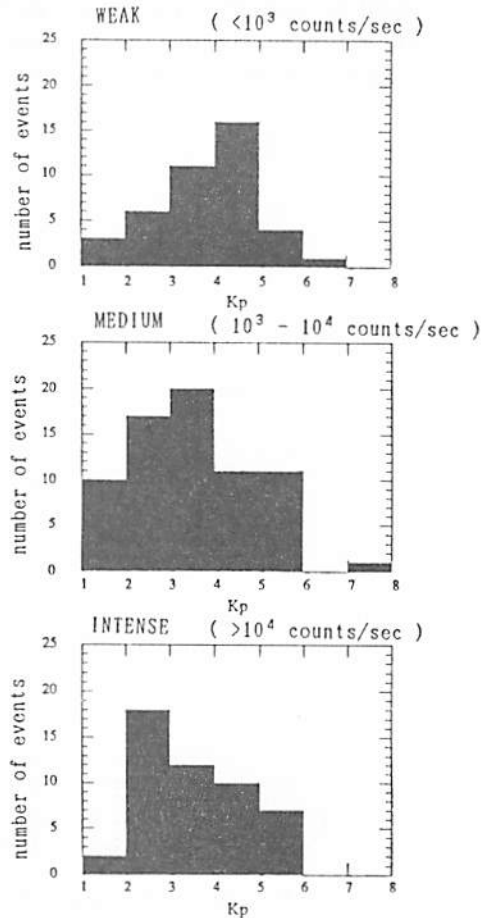 WEAK ( <10³ counts/sec )
25
20
15
10
5
0
number of events
1 2 3 4 5 6 7 8
Kp
MEDIUM ( 10³ - 10⁴ counts/sec )
25
20
15
10
5
0
number of events
1 2 3 4 5 6 7 8
Kp
INTENSE ( >10⁴ counts/sec )
25
20
15
10
5
0
number of events
1 2 3 4 5 6 7 8
Kp